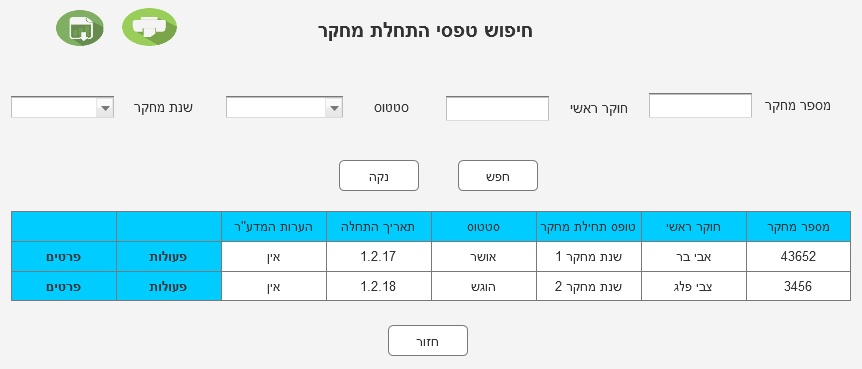 חיפוש טפסי התחלת מחקר
מספר מחקר חוקר ראשי סטטוס שנת מחקר
חפש נקה
מספר מחקר חוקר ראשי טופס תחילת מחקר סטטוס תאריך התחלה הערות המדע"ר
43652 אבי בר שנת מחקר 1 אושר 1.2.17 אין פעולות פרטים
3456 צבי פלג שנת מחקר 2 הוגש 1.2.18 אין פעולות פרטים
חזור